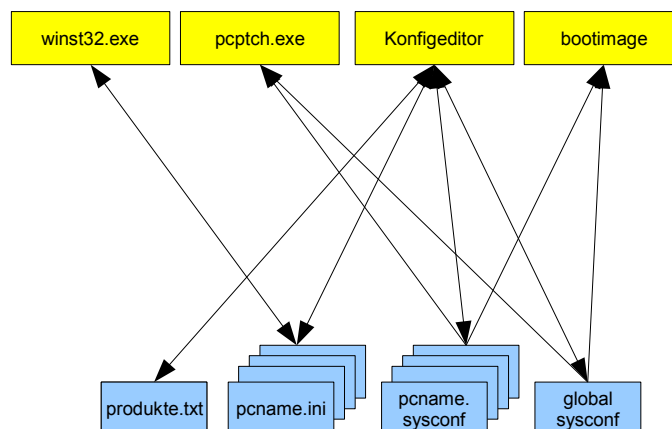 winst32.exe
pcptch.exe
Konfigeditor
bootimage
produkte.txt
pcname.ini
pcname.
sysconf
global
sysconf